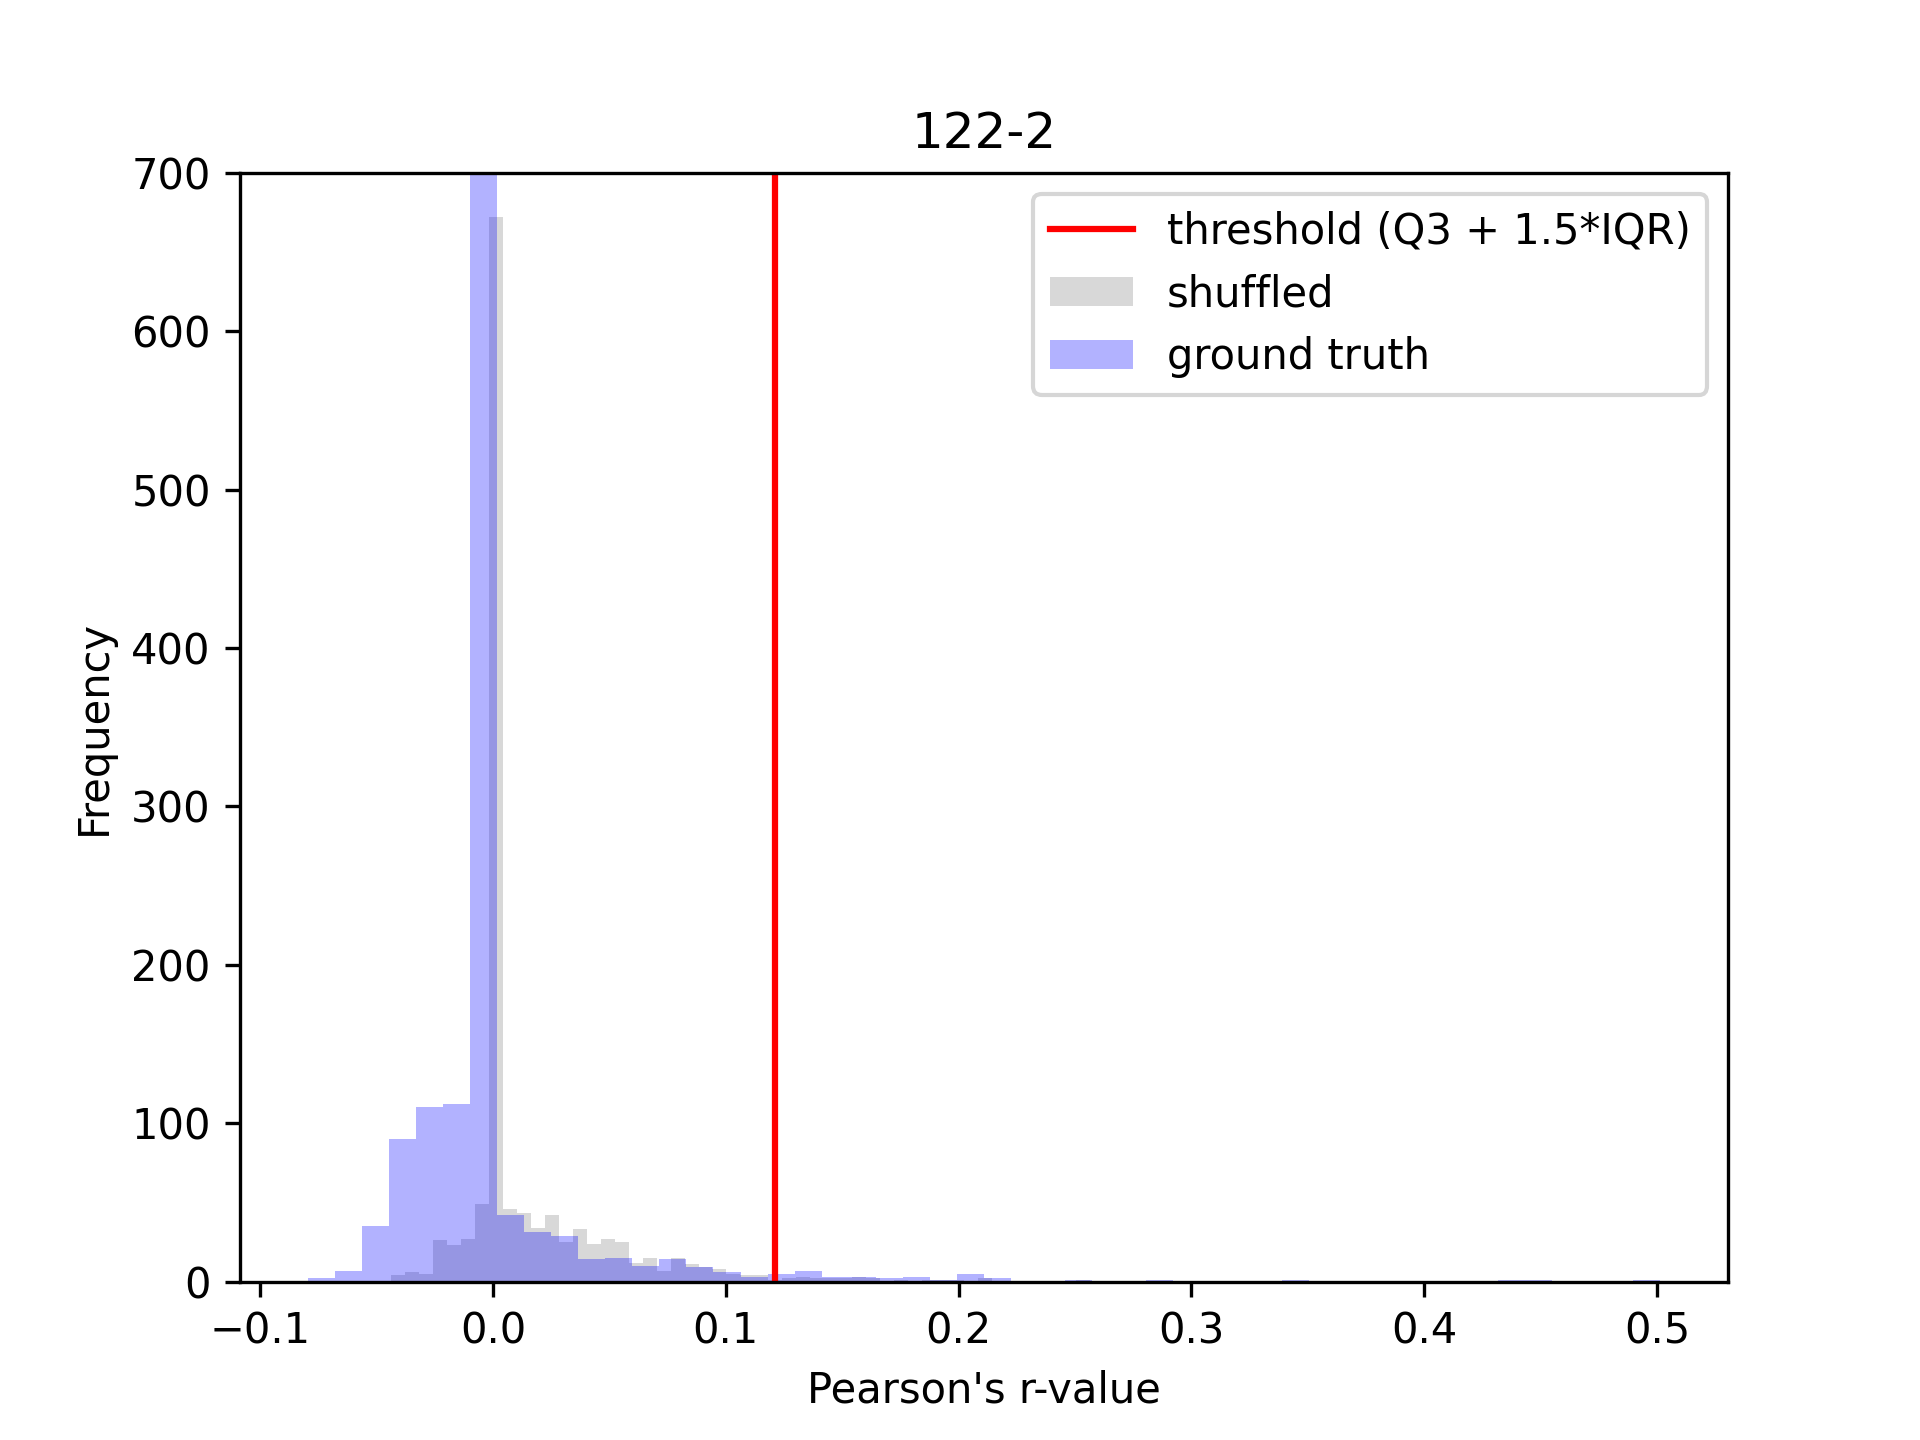 122-2
700
600
500
400
300
200
100
0
Frequency
threshold (Q3 + 1.5*IQR)
shuffled
ground truth
−0.1 0.0 0.1 0.2 0.3 0.4 0.5
Pearson's r-value